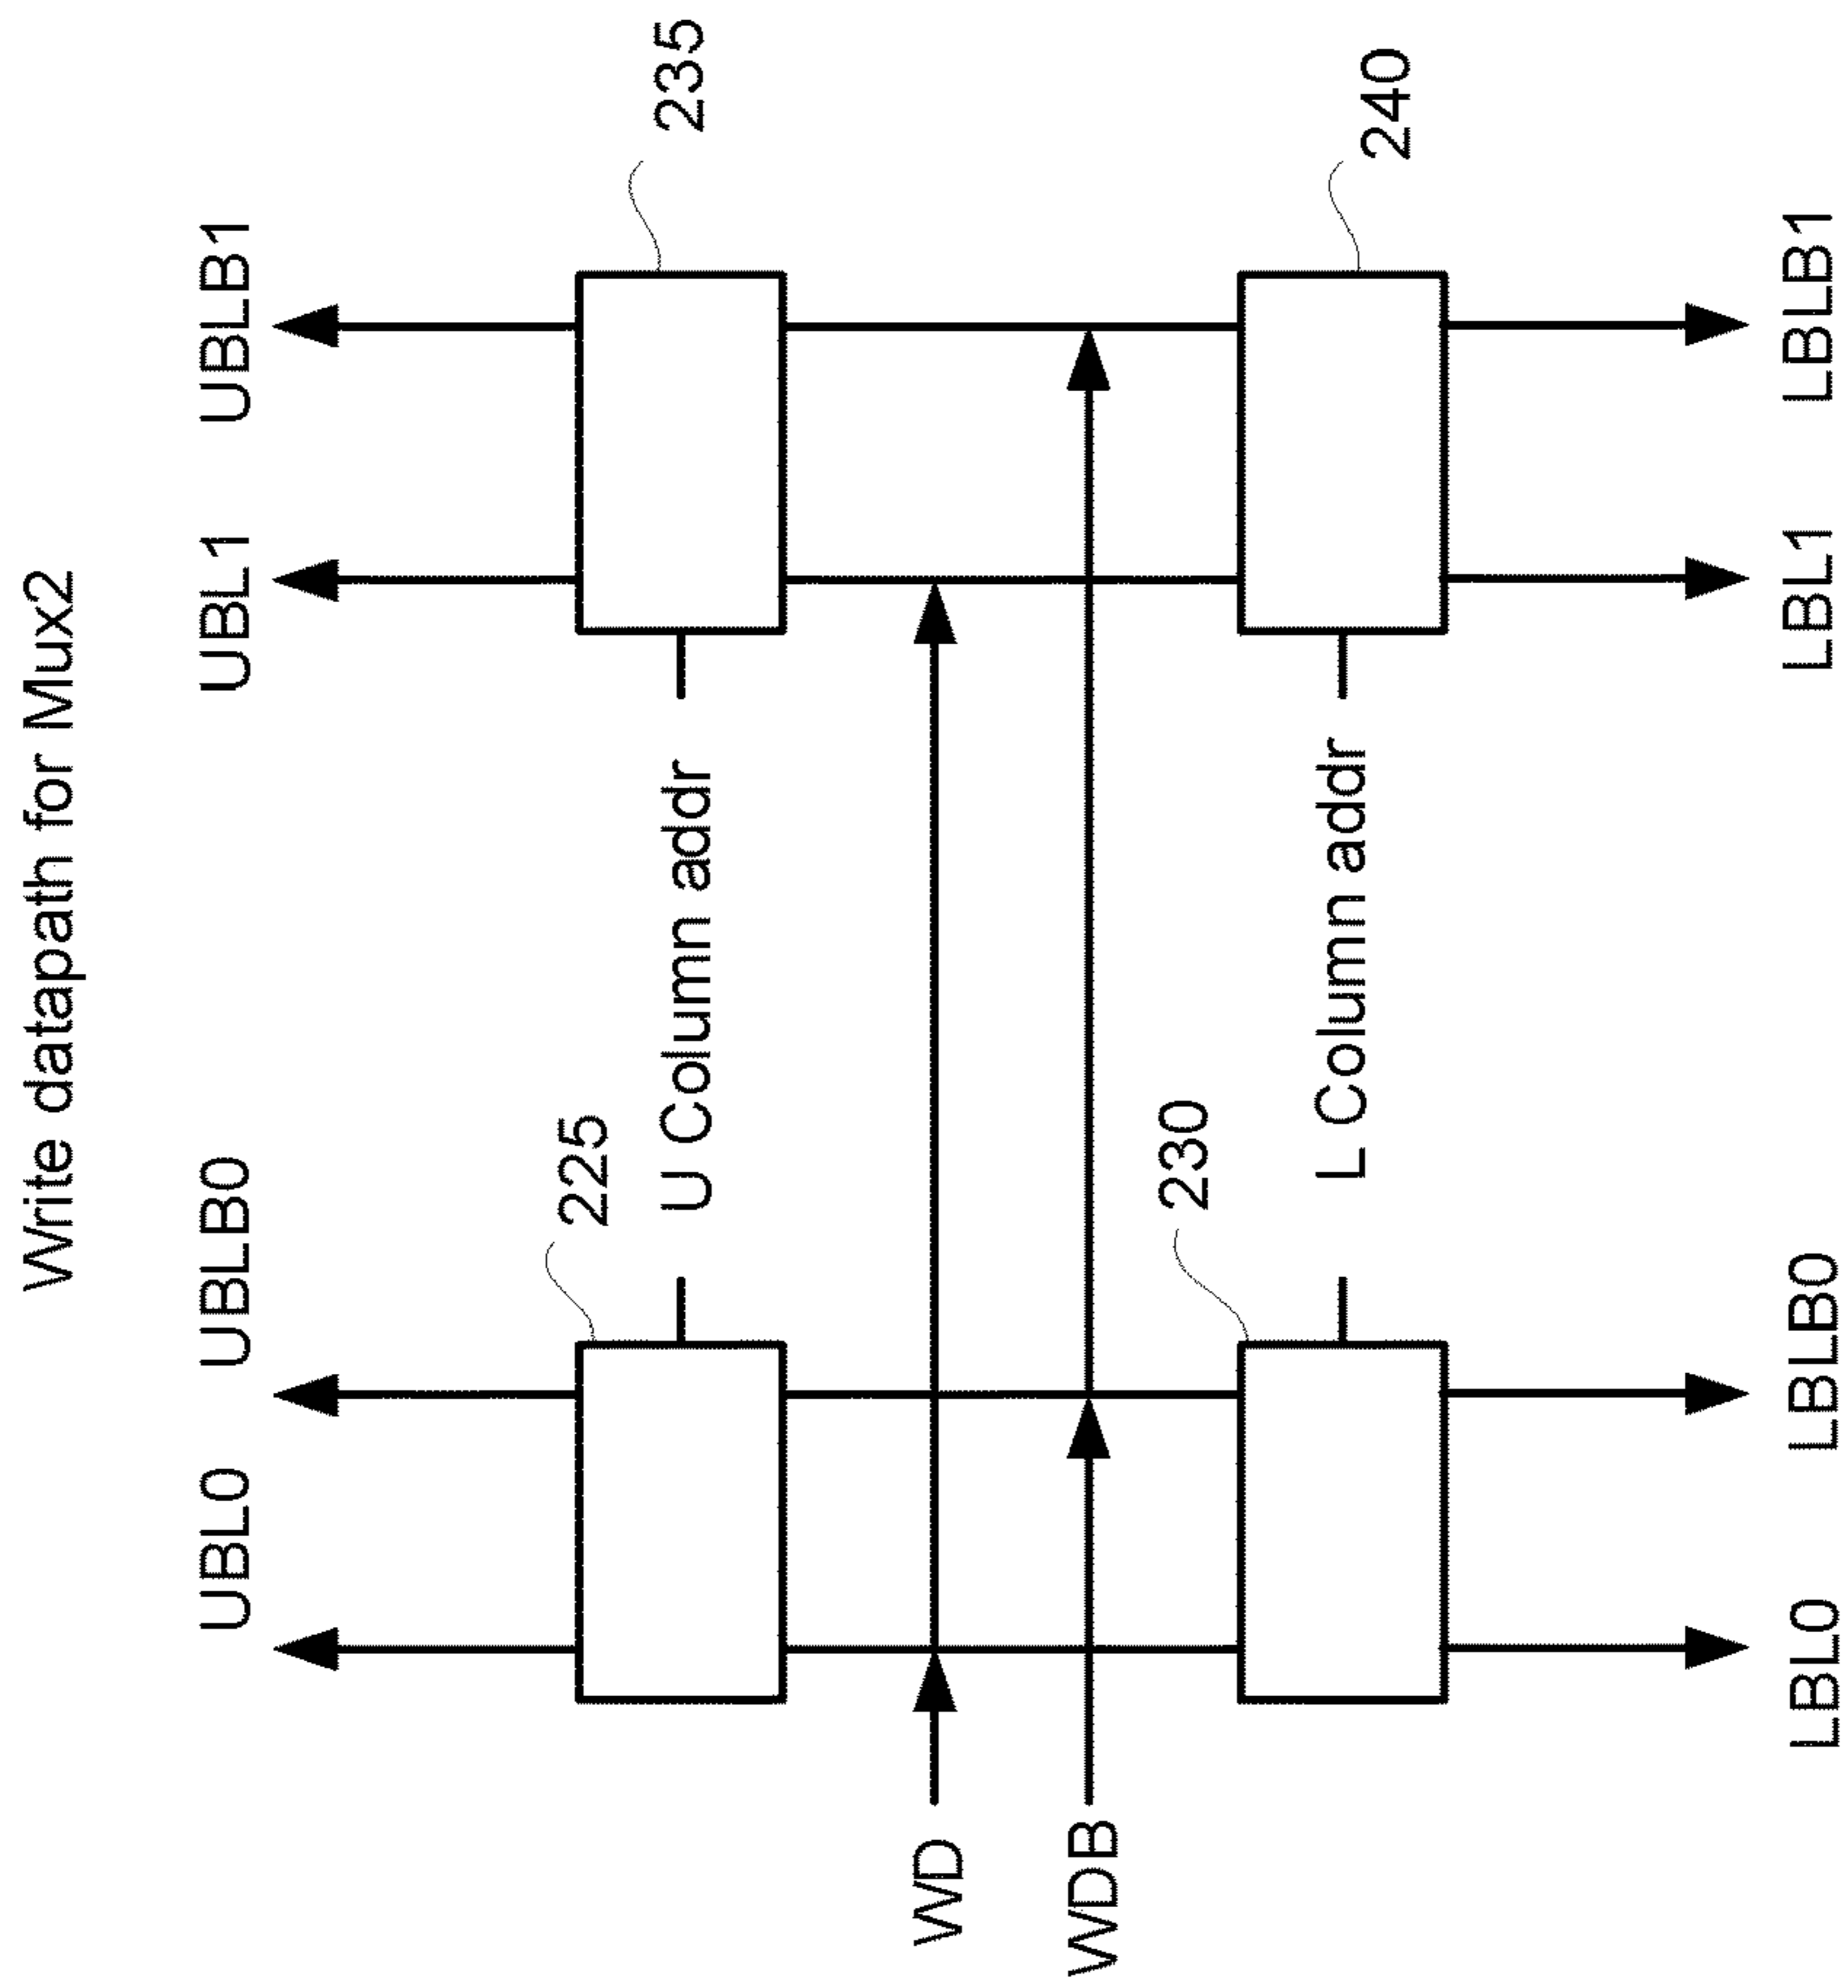 Write datapath for Mux2
UBL0
UBLB0
UBL1
UBLB1
225
235
U Column addr
WD
WDB
230
240
L Column addr
LBL0
LBLB0
LBL1
LBLB1